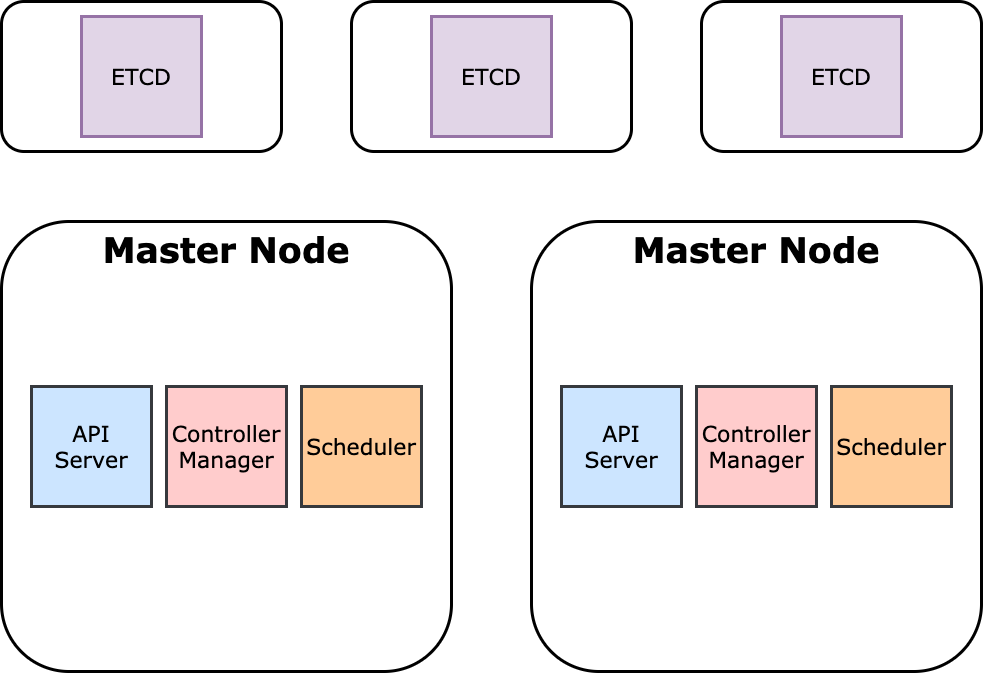 ETCD
ETCD
ETCD
Master Node
API
Server
Controller
Manager
Scheduler
Master Node
API
Server
Controller
Manager
Scheduler